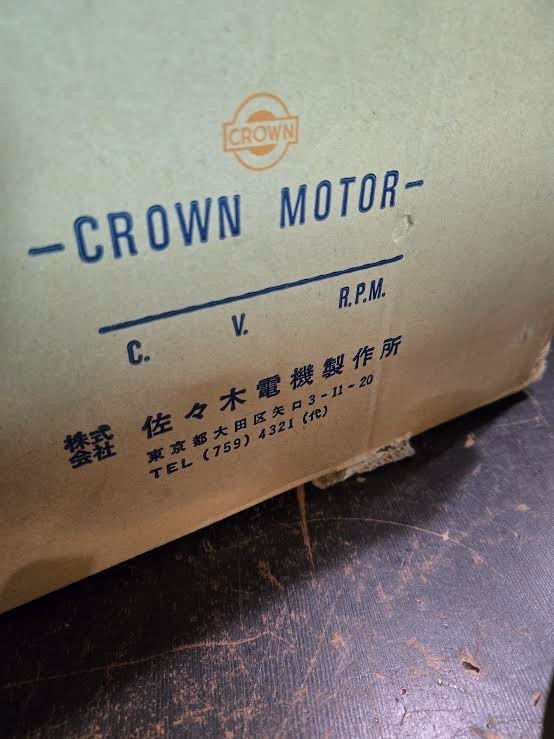 CROWN
-CROWN MOTOR-
C. V. R.P.M.
株式会社 佐々木電機製作所
東京都大田区矢口3-11-20
TEL (759) 4321 (代)